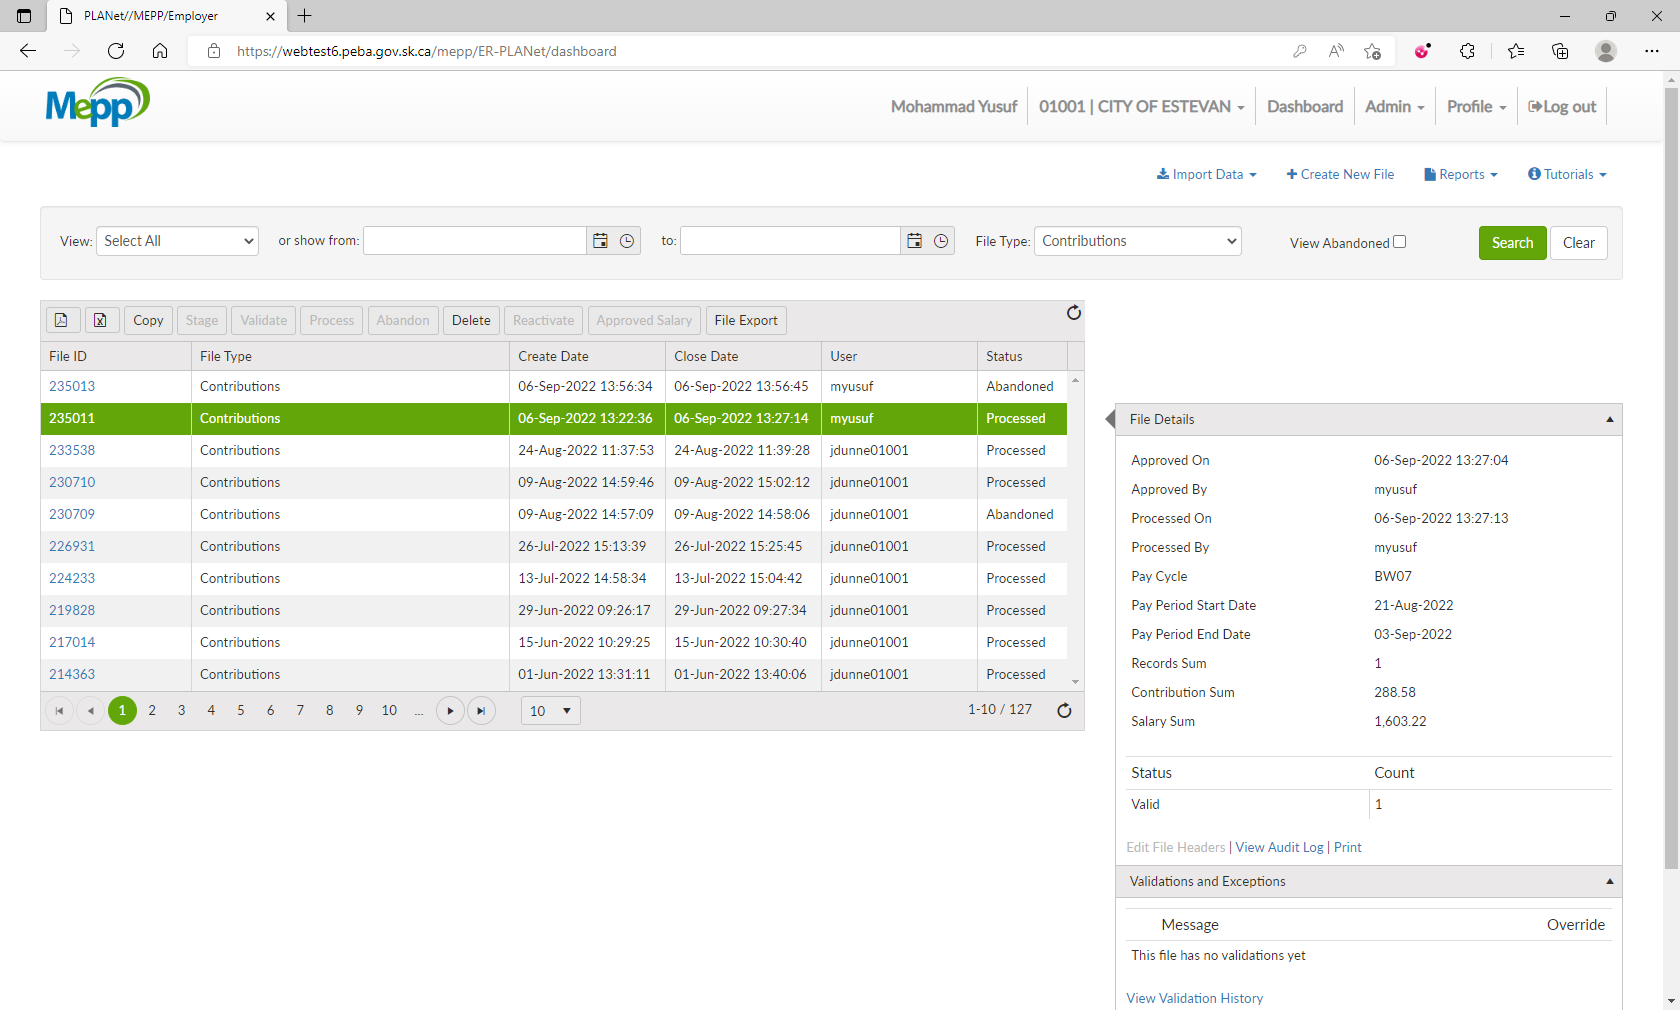 PLANet//MEPP/Employer
https://webtest6.peba.gov.sk.ca/mepp/ER-PLANet/dashboard
Mepp
Mohammad Yusuf
01001 | CITY OF ESTEVAN
Dashboard
Admin
Profile
Log out
Import Data
Create New File
Reports
Tutorials
View: Select All
or show from:
to:
File Type: Contributions
View Abandoned
Search
Clear
Copy
Stage
Validate
Process
Abandon
Delete
Reactivate
Approved Salary
File Export
File ID File Type Create Date Close Date User Status
235013 Contributions 06-Sep-2022 13:56:34 06-Sep-2022 13:56:45 myusuf Abandoned
235011 Contributions 06-Sep-2022 13:22:36 06-Sep-2022 13:27:14 myusuf Processed
233538 Contributions 24-Aug-2022 11:37:53 24-Aug-2022 11:39:28 jdunne01001 Processed
230710 Contributions 09-Aug-2022 14:59:46 09-Aug-2022 15:02:12 jdunne01001 Processed
230709 Contributions 09-Aug-2022 14:57:09 09-Aug-2022 14:58:06 jdunne01001 Abandoned
226931 Contributions 26-Jul-2022 15:13:39 26-Jul-2022 15:25:45 jdunne01001 Processed
224233 Contributions 13-Jul-2022 14:58:34 13-Jul-2022 15:04:42 jdunne01001 Processed
219828 Contributions 29-Jun-2022 09:26:17 29-Jun-2022 09:27:34 jdunne01001 Processed
217014 Contributions 15-Jun-2022 10:29:25 15-Jun-2022 10:30:40 jdunne01001 Processed
214363 Contributions 01-Jun-2022 13:31:11 01-Jun-2022 13:40:06 jdunne01001 Processed
1 2 3 4 5 6 7 8 9 10 ... 10 1-10 / 127
File Details
Approved On 06-Sep-2022 13:27:04
Approved By myusuf
Processed On 06-Sep-2022 13:27:13
Processed By myusuf
Pay Cycle BW07
Pay Period Start Date 21-Aug-2022
Pay Period End Date 03-Sep-2022
Records Sum 1
Contribution Sum 288.58
Salary Sum 1,603.22
Status Count
Valid 1
Edit File Headers | View Audit Log | Print
Validations and Exceptions
Message Override
This file has no validations yet
View Validation History